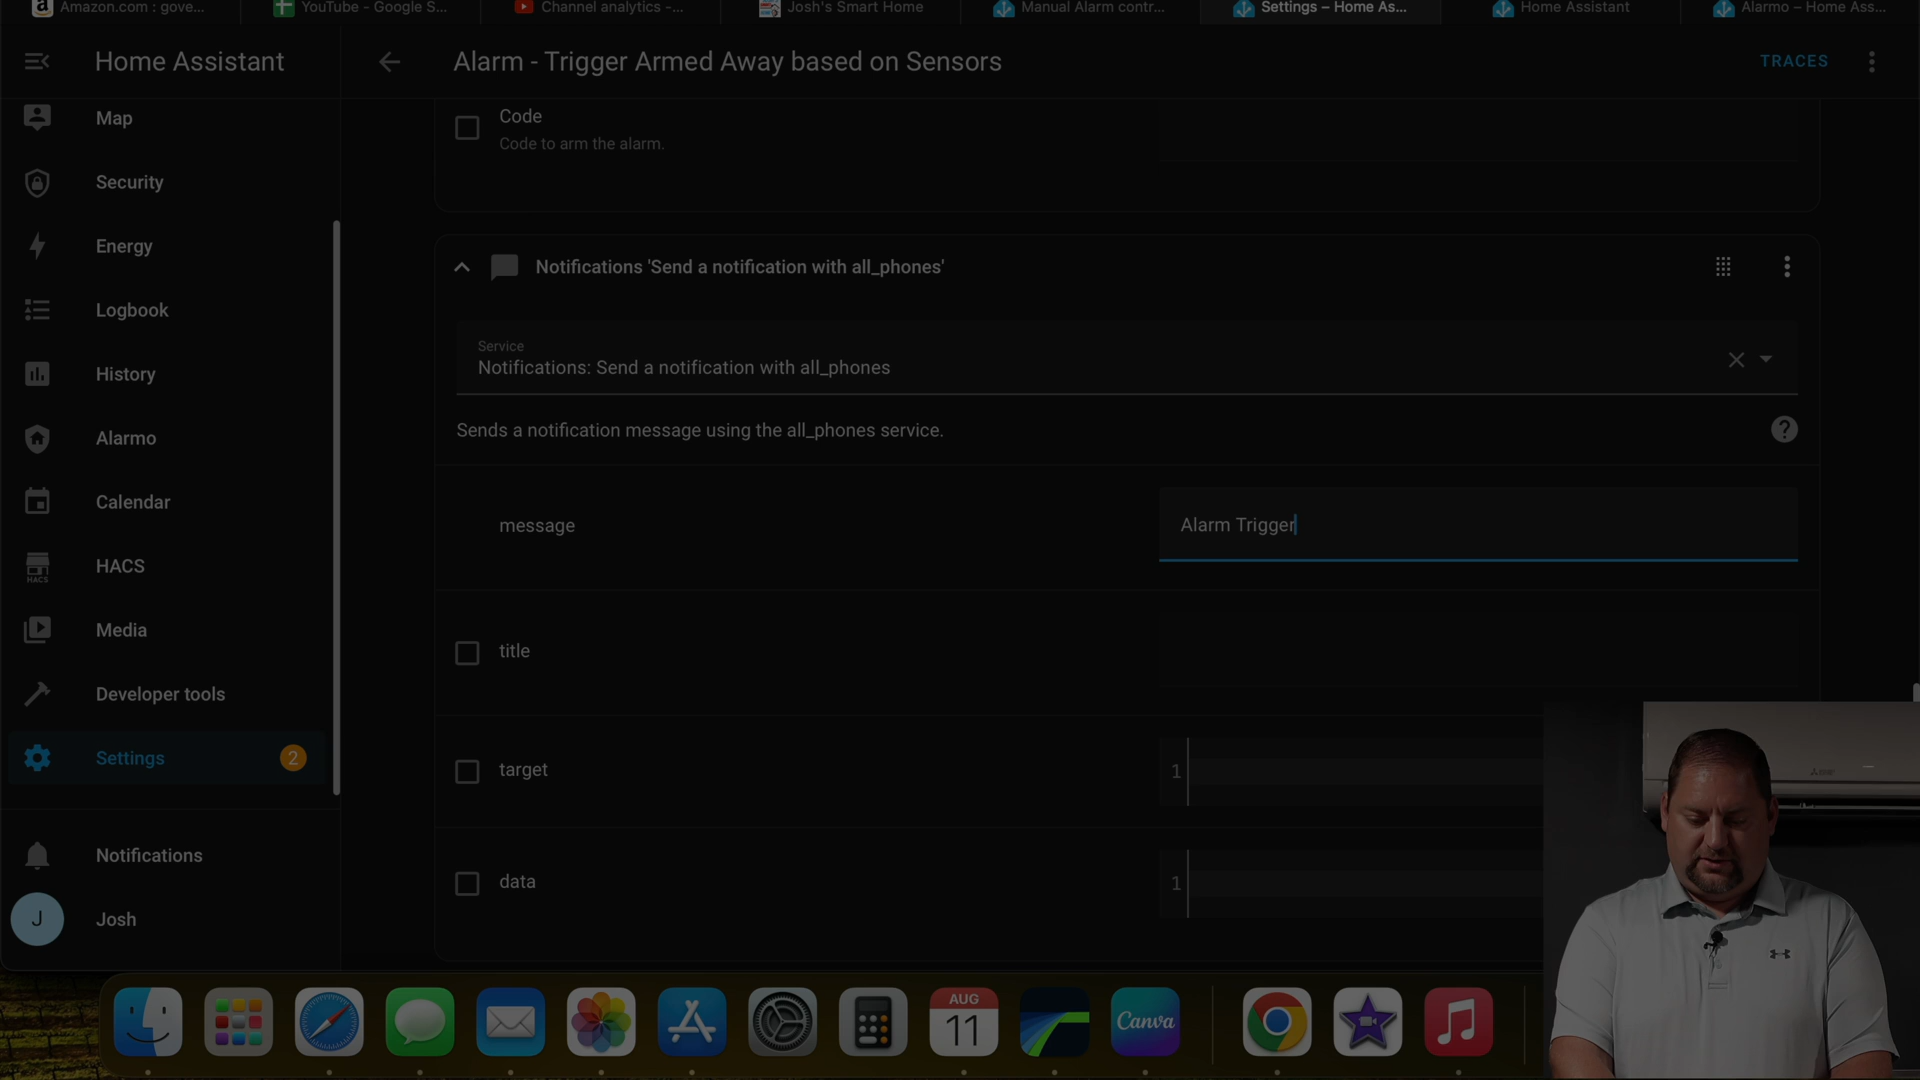 Amazon.com : gove...
YouTube - Google S...
Channel analytics -...
Josh's Smart Home
Manual Alarm contr...
Settings – Home As...
Home Assistant
Alarmo – Home Ass...
Home Assistant
Alarm - Trigger Armed Away based on Sensors
TRACES
Map
Security
Energy
Logbook
History
Alarmo
Calendar
HACS
HACS
Media
Developer tools
Settings
2
Notifications
J
Josh
Code
Code to arm the alarm.
Notifications 'Send a notification with all_phones'
Service
Notifications: Send a notification with all_phones
Sends a notification message using the all_phones service.
?
message
Alarm Trigger
title
target
1
data
1
AUG
11
Canva